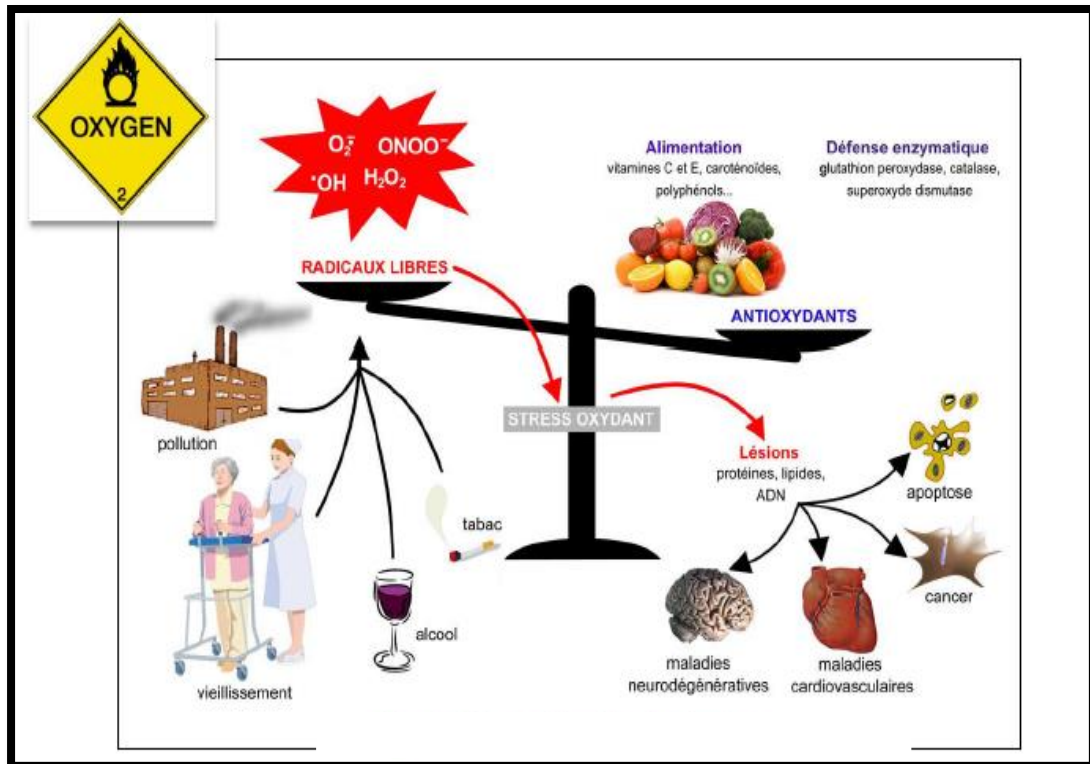 OXYGEN
2
O₂•⁻ ONOO⁻
•OH H₂O₂
RADICAUX LIBRES
Alimentation
vitamines C et E, caroténoïdes,
polyphénols...
Défense enzymatique
glutathion peroxydase, catalase,
superoxyde dismutase
ANTIOXYDANTS
STRESS OXYDANT
pollution
vieillissement
alcool
tabac
Lésions
protéines, lipides,
ADN
apoptose
cancer
maladies
cardiovasculaires
maladies
neurodégénératives